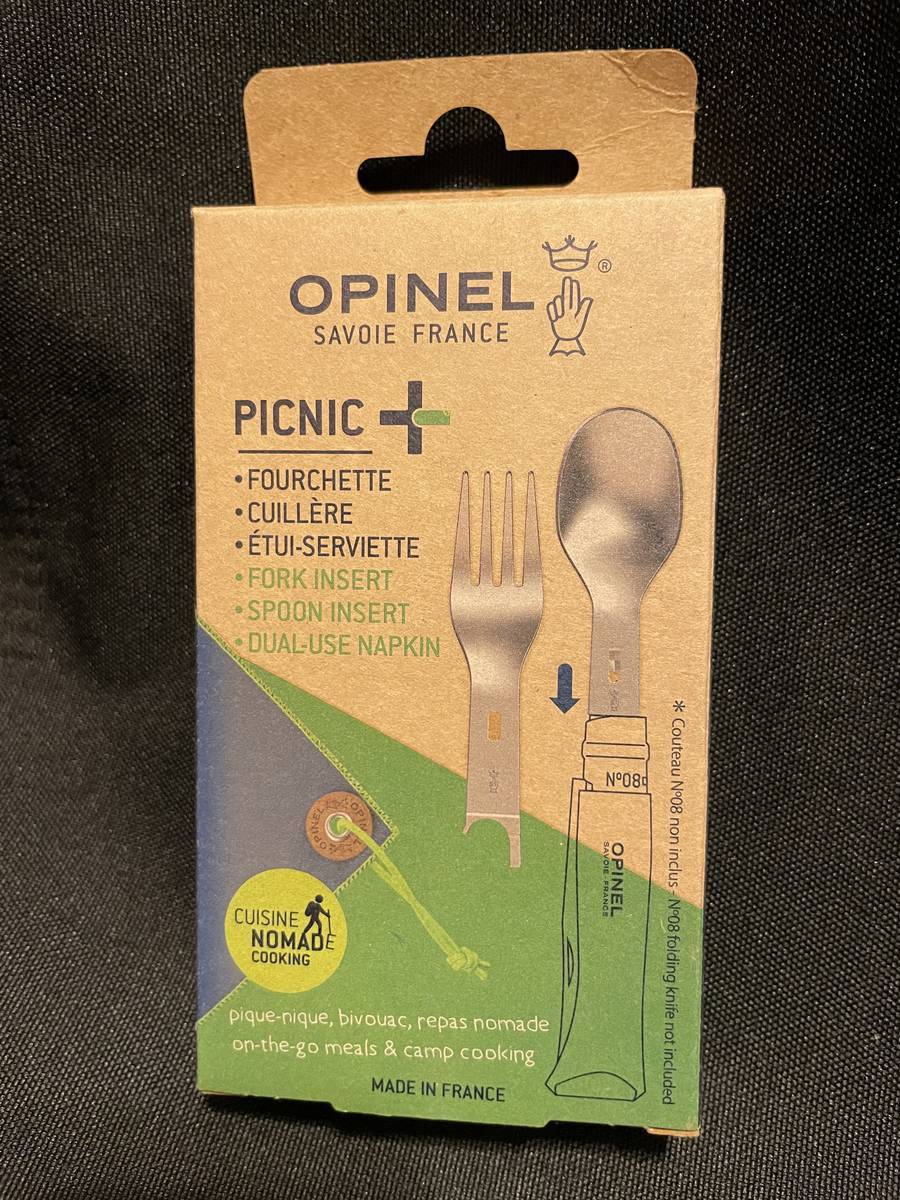 OPINEL ®
SAVOIE FRANCE
PICNIC +
• FOURCHETTE
• CUILLÈRE
• ÉTUI-SERVIETTE
• FORK INSERT
• SPOON INSERT
• DUAL-USE NAPKIN
N°08
OPINEL
SAVOIE-FRANCE
* Couteau N°08 non inclus - N°08 folding knife not included
OPINEL
CUISINE
NOMADE
COOKING
pique-nique, bivouac, repas nomade
on-the-go meals & camp cooking
MADE IN FRANCE